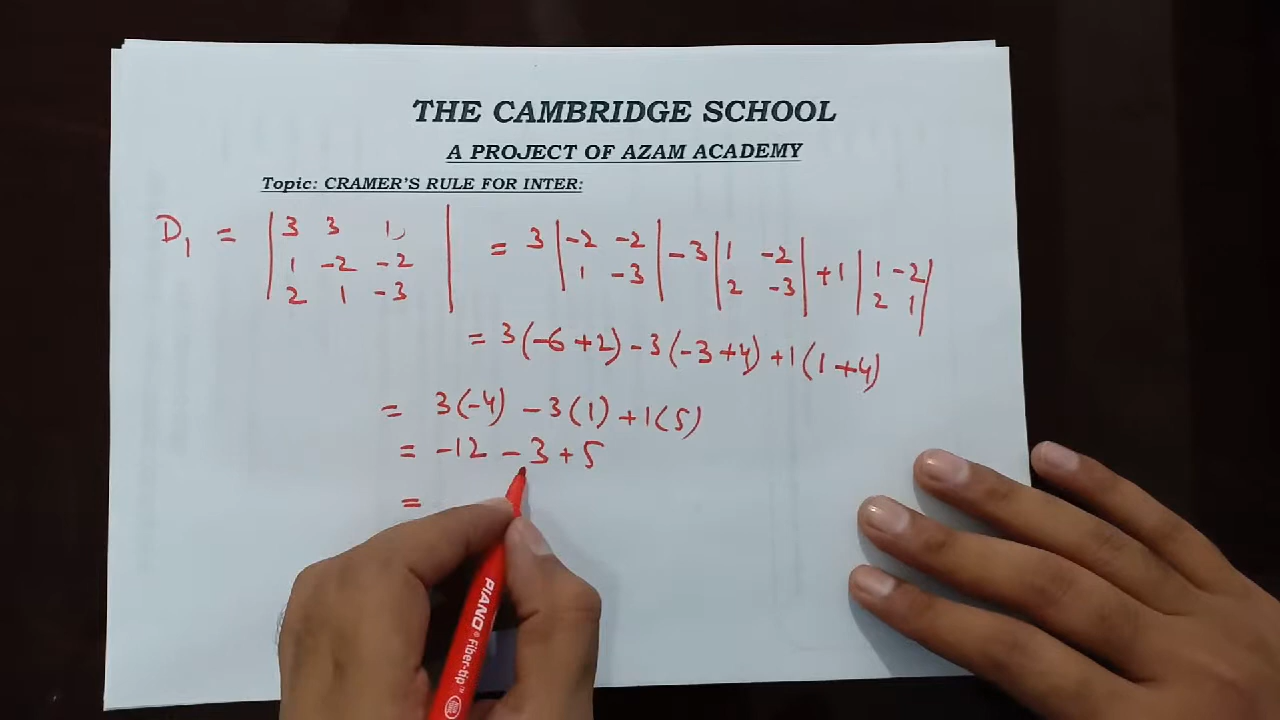 THE CAMBRIDGE SCHOOL
A PROJECT OF AZAM ACADEMY
Topic: CRAMER'S RULE FOR INTER:
D₁ = | 3 3 1 | = 3 | -2 -2 | -3 | 1 -2 | +1 | 1 -2 |
| 1 -2 -2 | | 1 -3 | | 2 -3 | | 2 1 |
| 2 1 -3 |
= 3(-6+2) -3(-3+4) +1(1+4)
= 3(-4) -3(1) +1(5)
= -12 -3 +5
=
PIANO® Fiber-tip™